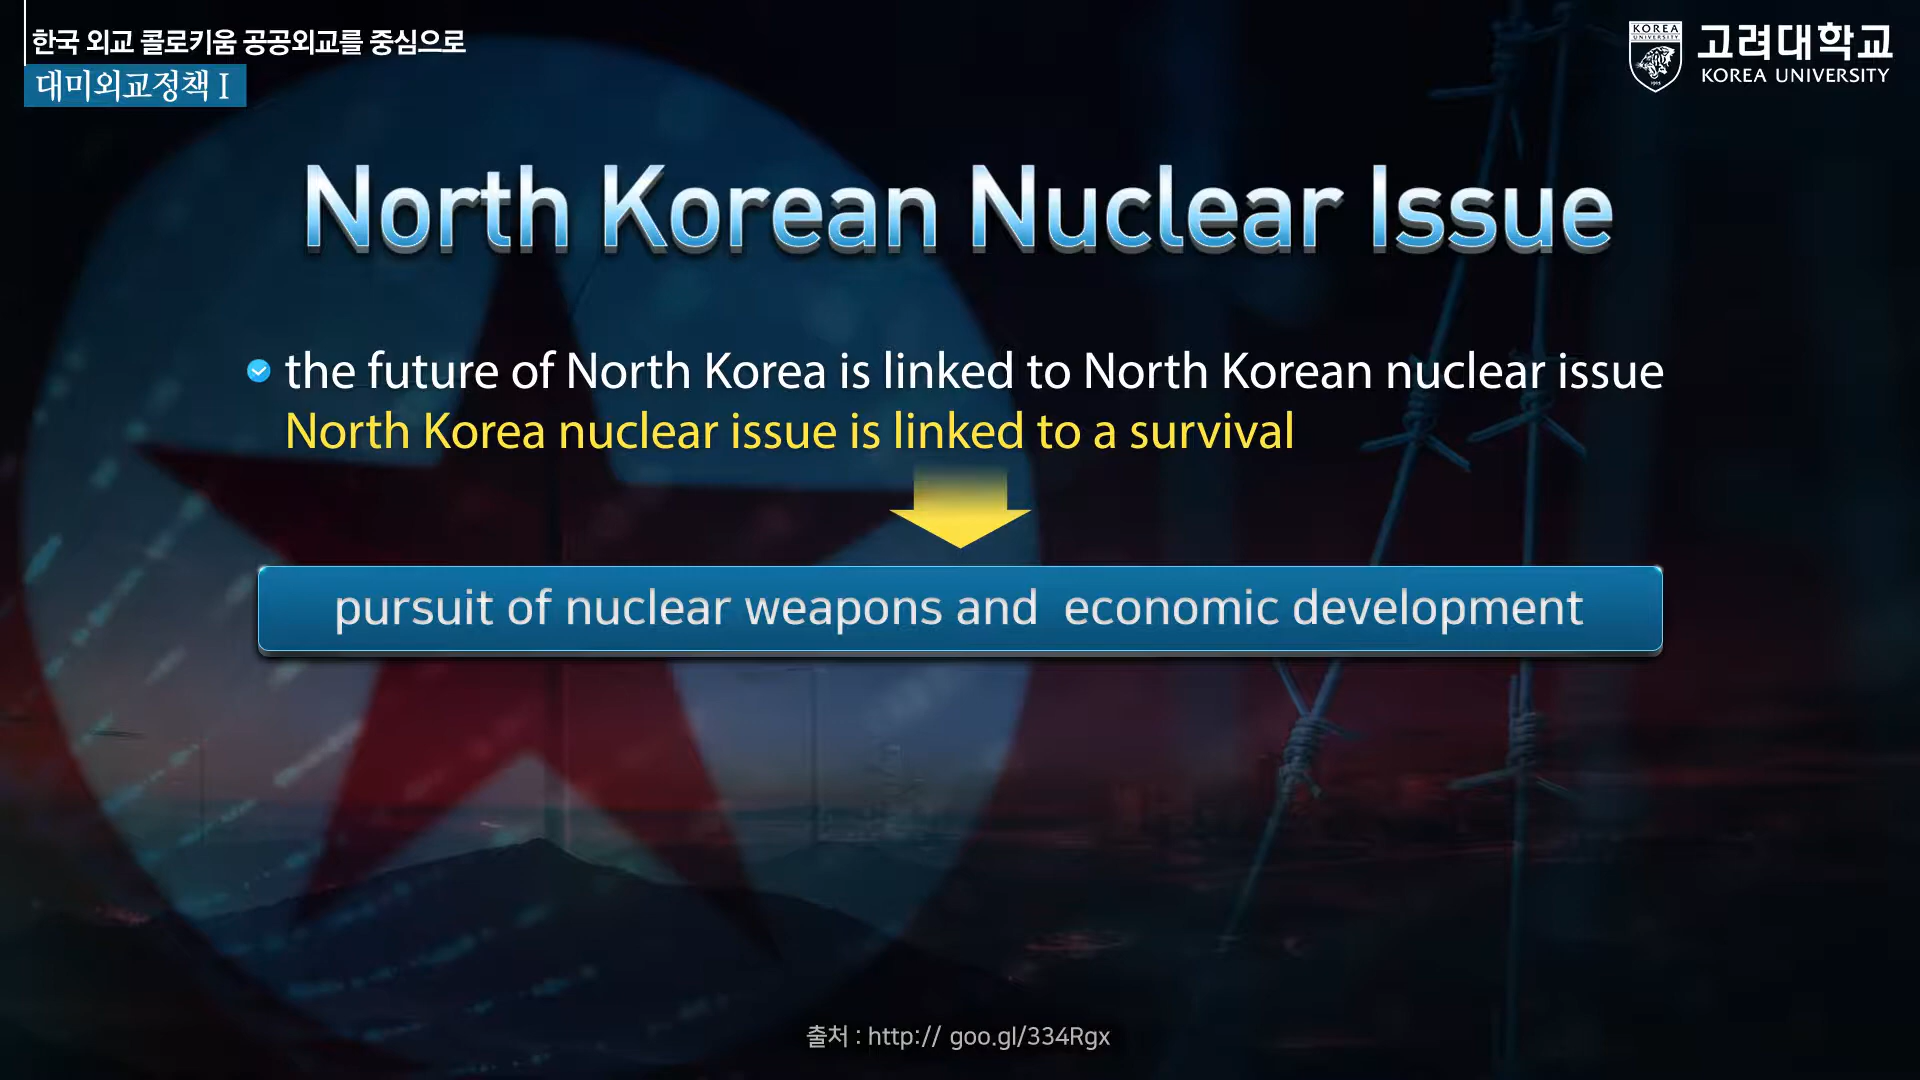 한국 외교 콜로키움 공공외교를 중심으로
대미외교정책 I
KOREA
UNIVERSITY
1905
고려대학교
KOREA UNIVERSITY
North Korean Nuclear Issue
the future of North Korea is linked to North Korean nuclear issue
North Korea nuclear issue is linked to a survival
pursuit of nuclear weapons and economic development
출처 : http:// goo.gl/334Rgx